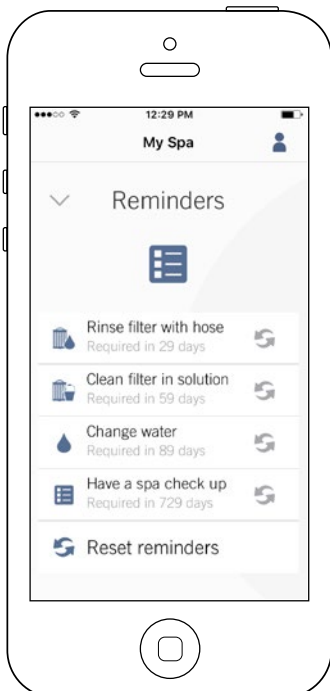 12:29 PM
My Spa
Reminders
Rinse filter with hose
Required in 29 days
Clean filter in solution
Required in 59 days
Change water
Required in 89 days
Have a spa check up
Required in 729 days
Reset reminders